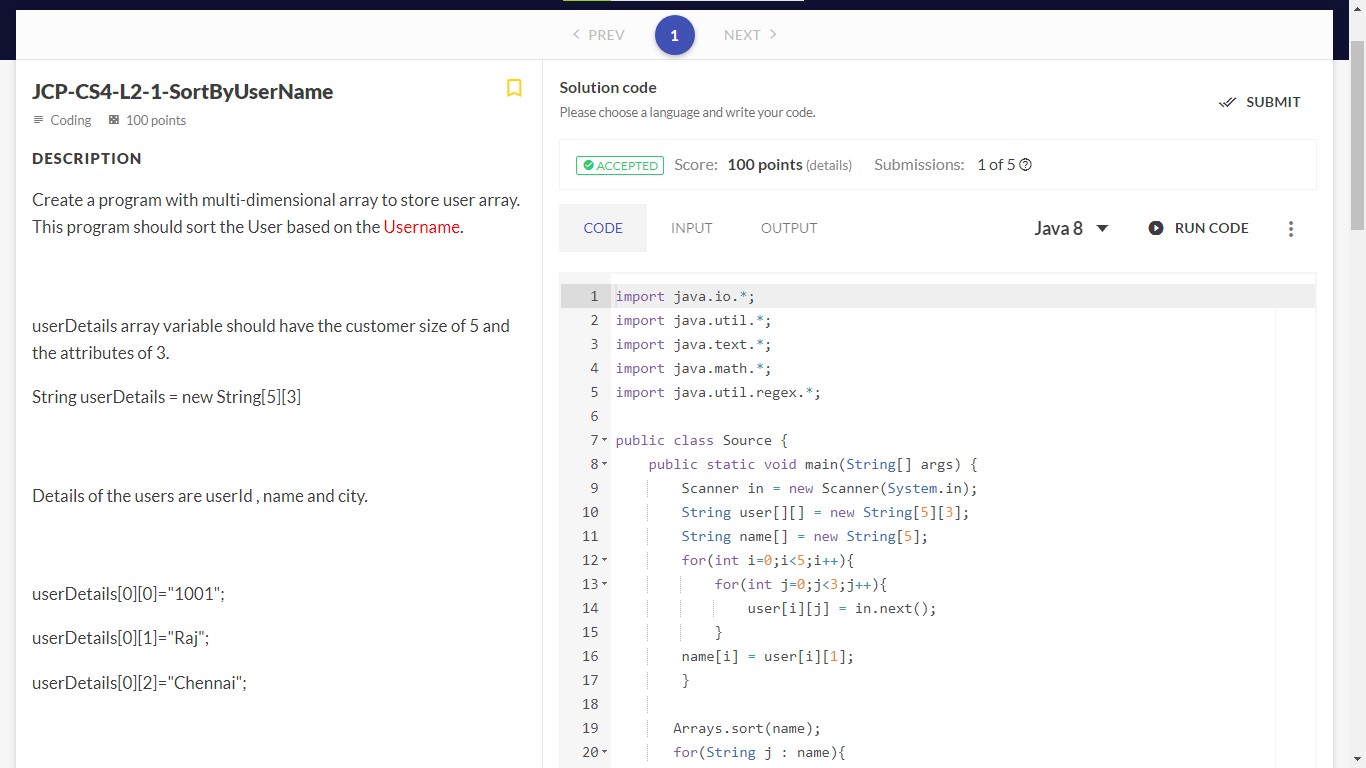 PREV 1 NEXT
JCP-CS4-L2-1-SortByUserName
Coding 100 points
DESCRIPTION
Create a program with multi-dimensional array to store user array.
This program should sort the User based on the Username.
userDetails array variable should have the customer size of 5 and
the attributes of 3.
String userDetails = new String[5][3]
Details of the users are userId , name and city.
userDetails[0][0]="1001";
userDetails[0][1]="Raj";
userDetails[0][2]="Chennai";
Solution code
Please choose a language and write your code.
SUBMIT
ACCEPTED Score: 100 points (details) Submissions: 1 of 5
CODE INPUT OUTPUT Java 8 RUN CODE
1 import java.io.*;
2 import java.util.*;
3 import java.text.*;
4 import java.math.*;
5 import java.util.regex.*;
6
7 public class Source {
8 public static void main(String[] args) {
9 Scanner in = new Scanner(System.in);
10 String user[][] = new String[5][3];
11 String name[] = new String[5];
12 for(int i=0;i<5;i++){
13 for(int j=0;j<3;j++){
14 user[i][j] = in.next();
15 }
16 name[i] = user[i][1];
17 }
18
19 Arrays.sort(name);
20 for(String j : name){